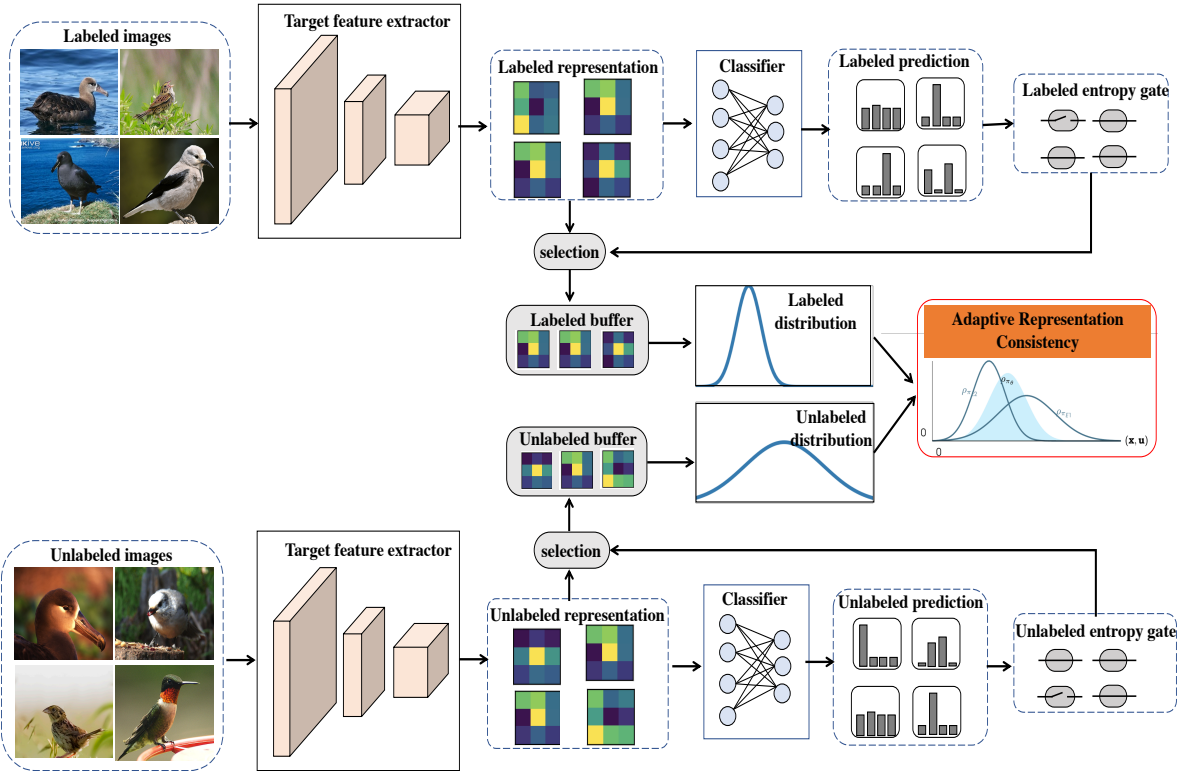 Target feature extractor
Labeled images
Labeled representation
Classifier
Labeled prediction
Labeled entropy gate
selection
Labeled buffer
Labeled
distribution
Adaptive Representation
Consistency
(x, u)
0
0
Unlabeled
distribution
Unlabeled buffer
selection
Unlabeled images
Target feature extractor
Unlabeled representation
Classifier
Unlabeled prediction
Unlabeled entropy gate